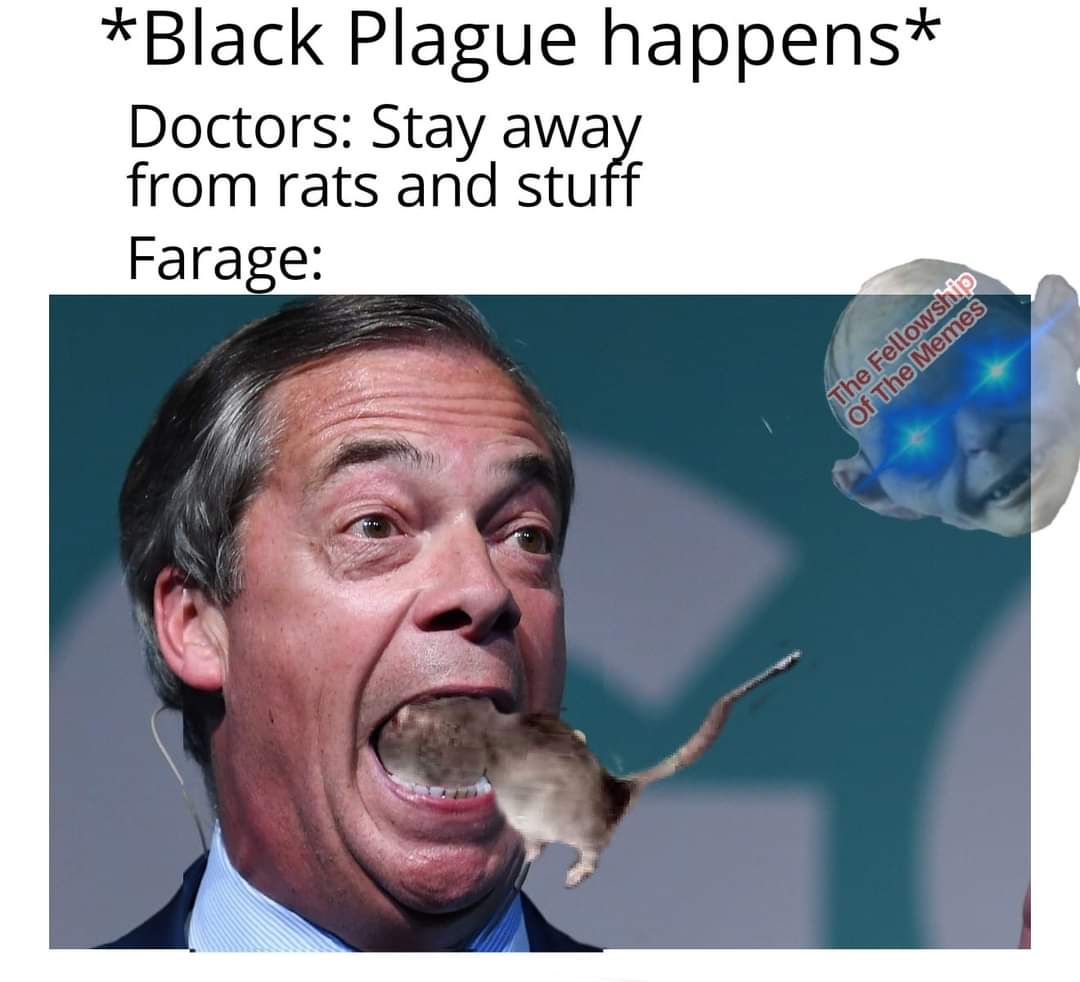 *Black Plague happens*
Doctors: Stay away
from rats and stuff
Farage:
The Fellowship
Of The Memes